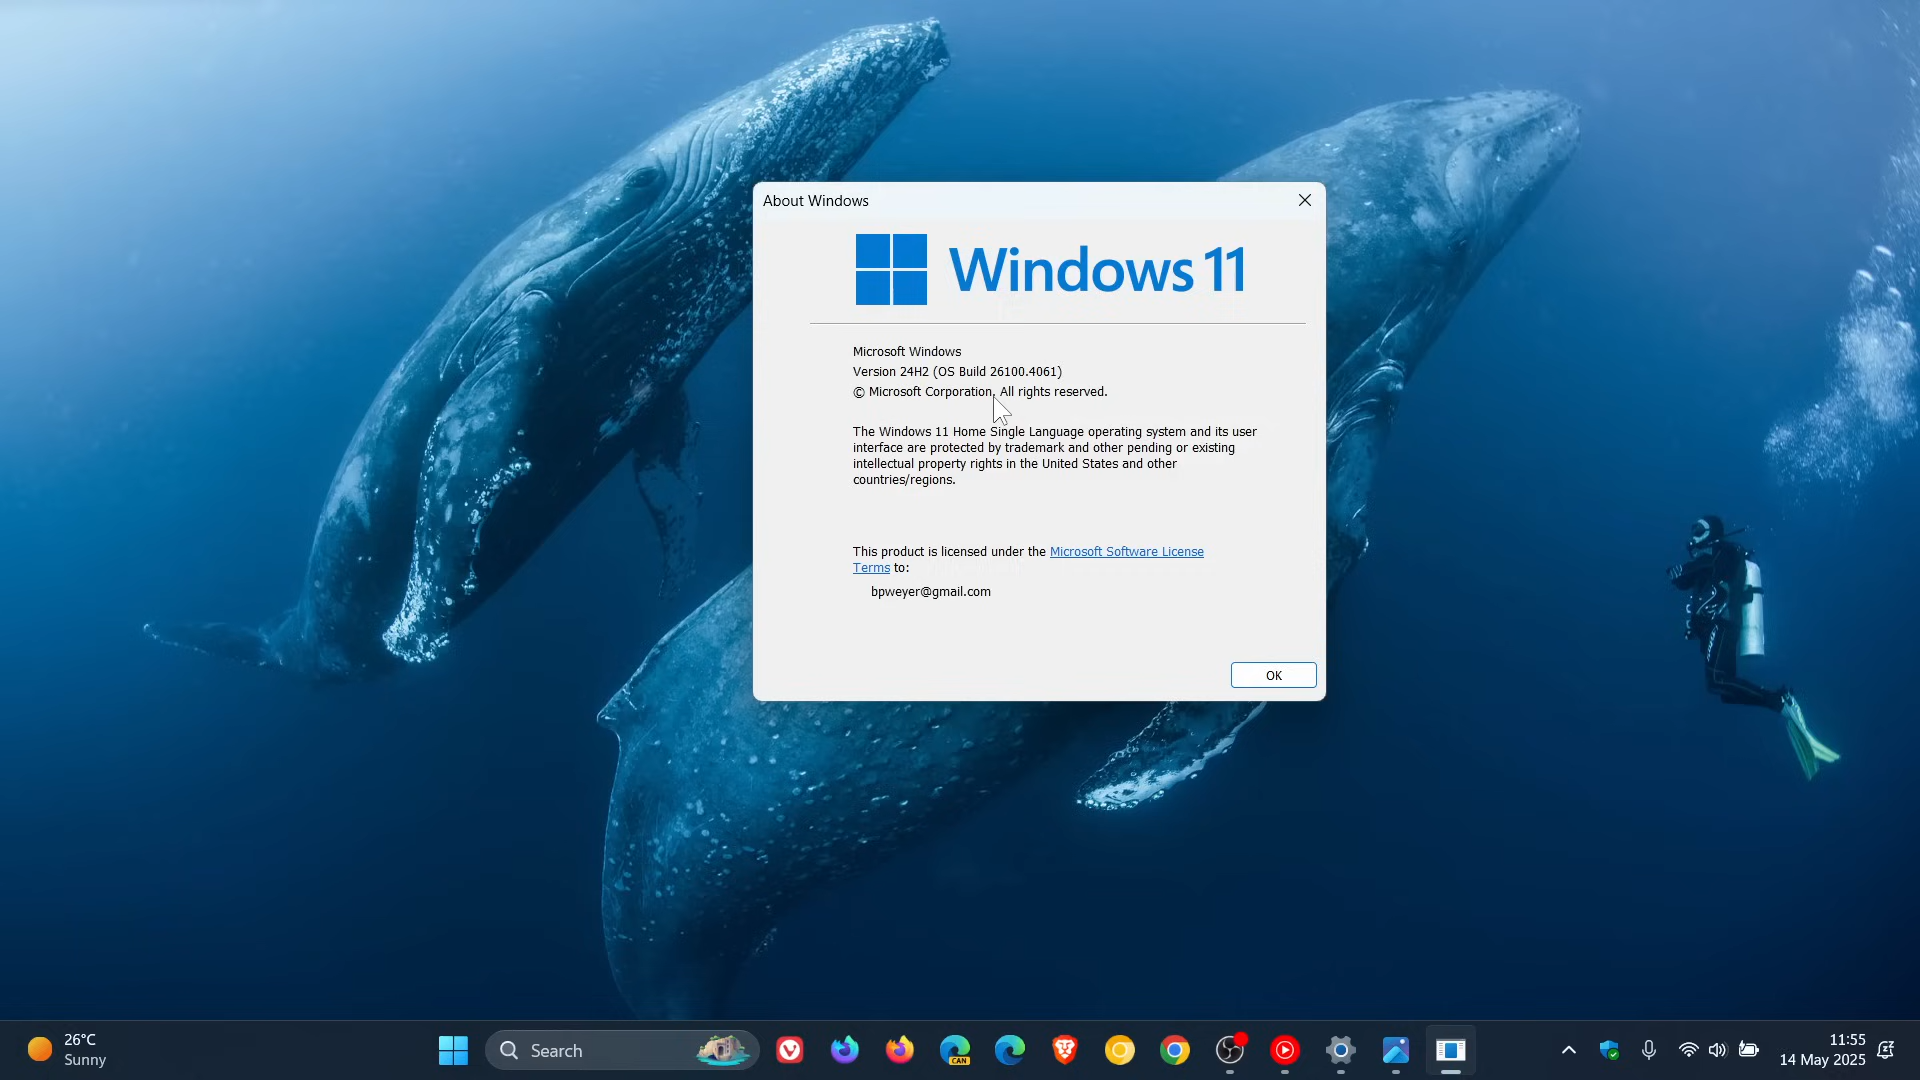 About Windows
Windows 11
Microsoft Windows
Version 24H2 (OS Build 26100.4061)
© Microsoft Corporation. All rights reserved.
The Windows 11 Home Single Language operating system and its user
interface are protected by trademark and other pending or existing
intellectual property rights in the United States and other
countries/regions.
This product is licensed under the Microsoft Software License
Terms to:
bpweyer@gmail.com
OK
26°C
Sunny
Search
CAN
11:55
14 May 2025